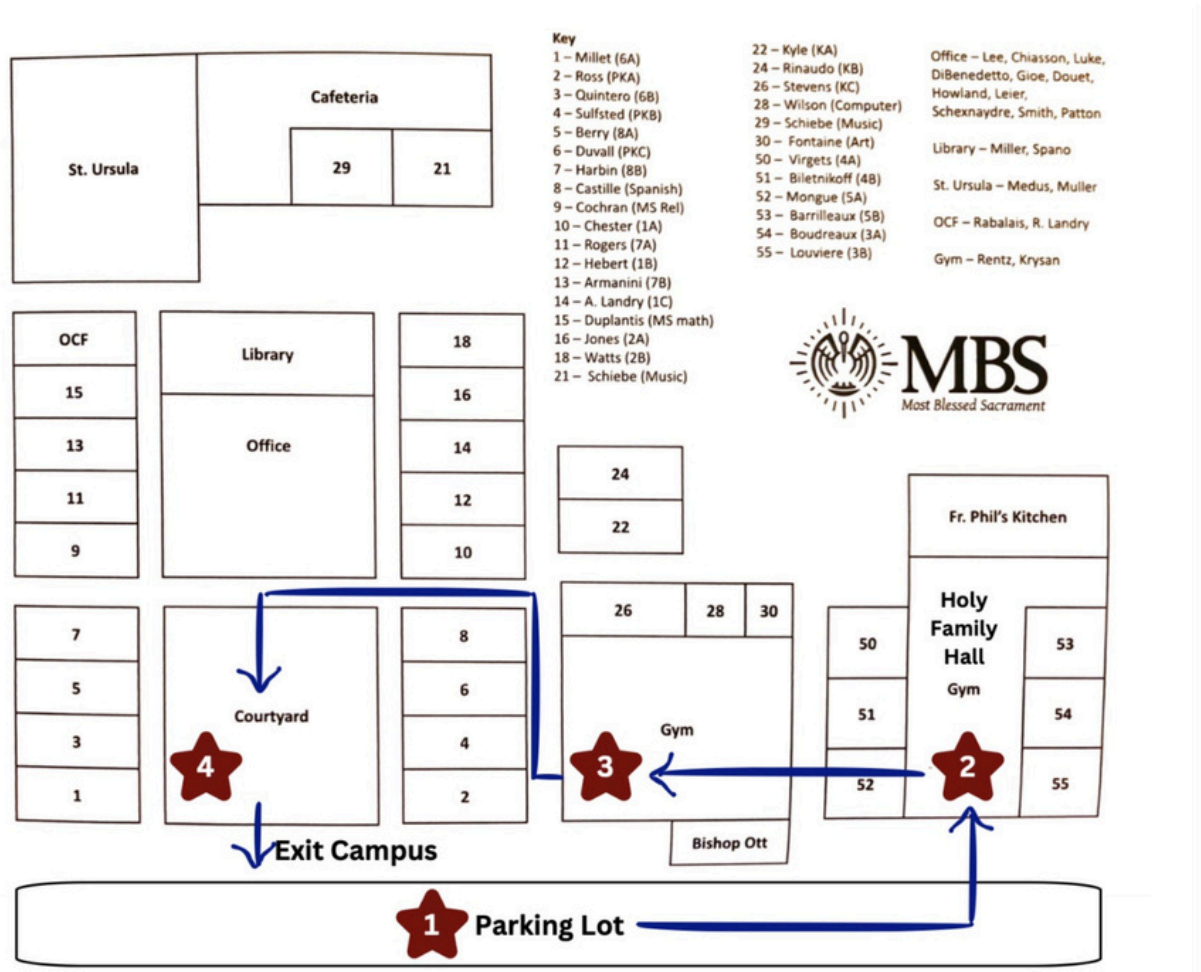 Key
1 – Millet (6A)
2 – Ross (PKA)
3 – Quintero (6B)
4 – Sulfsted (PKB)
5 – Berry (8A)
6 – Duvall (PKC)
7 – Harbin (8B)
8 – Castille (Spanish)
9 – Cochran (MS Rel)
10 – Chester (1A)
11 – Rogers (7A)
12 – Hebert (1B)
13 – Armanini (7B)
14 – A. Landry (1C)
15 – Duplantis (MS math)
16 – Jones (2A)
18 – Watts (2B)
21 – Schiebe (Music)
22 – Kyle (KA)
24 – Rinaudo (KB)
26 – Stevens (KC)
28 – Wilson (Computer)
29 – Schiebe (Music)
30 – Fontaine (Art)
50 – Virgets (4A)
51 – Biletnikoff (4B)
52 – Mongue (5A)
53 – Barrilleaux (5B)
54 – Boudreaux (3A)
55 – Louviere (3B)
Office – Lee, Chiasson, Luke,
DiBenedetto, Gioe, Douet,
Howland, Leier,
Schexnaydre, Smith, Patton
Library – Miller, Spano
St. Ursula – Medus, Muller
OCF – Rabalais, R. Landry
Gym – Rentz, Krysan
MBS
Most Blessed Sacrament
Cafeteria
St. Ursula
29
21
OCF
15
13
11
9
Library
Office
18
16
14
12
10
24
22
Fr. Phil's Kitchen
7
5
3
1
Courtyard
4
8
6
4
2
26
28
30
Gym
3
Bishop Ott
50
51
52
Holy
Family
Hall
Gym
2
53
54
55
Exit Campus
1
Parking Lot